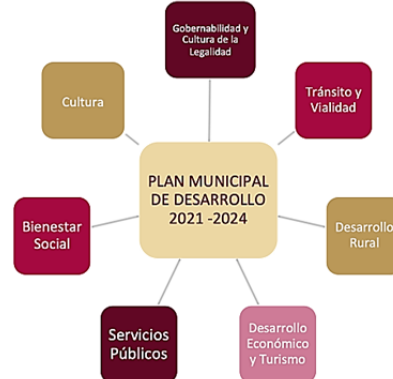 Gobernabilidad y
Cultura de la
Legalidad
Cultura
Tránsito y
Vialidad
PLAN MUNICIPAL
DE DESARROLLO
2021 -2024
Bienestar
Social
Desarrollo
Rural
Servicios
Públicos
Desarrollo
Económico
y Turismo